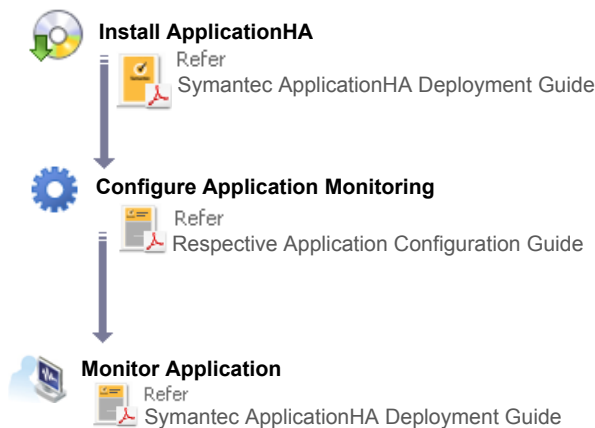 Install ApplicationHA
Refer
Symantec ApplicationHA Deployment Guide
Configure Application Monitoring
Refer
Respective Application Configuration Guide
Monitor Application
Refer
Symantec ApplicationHA Deployment Guide